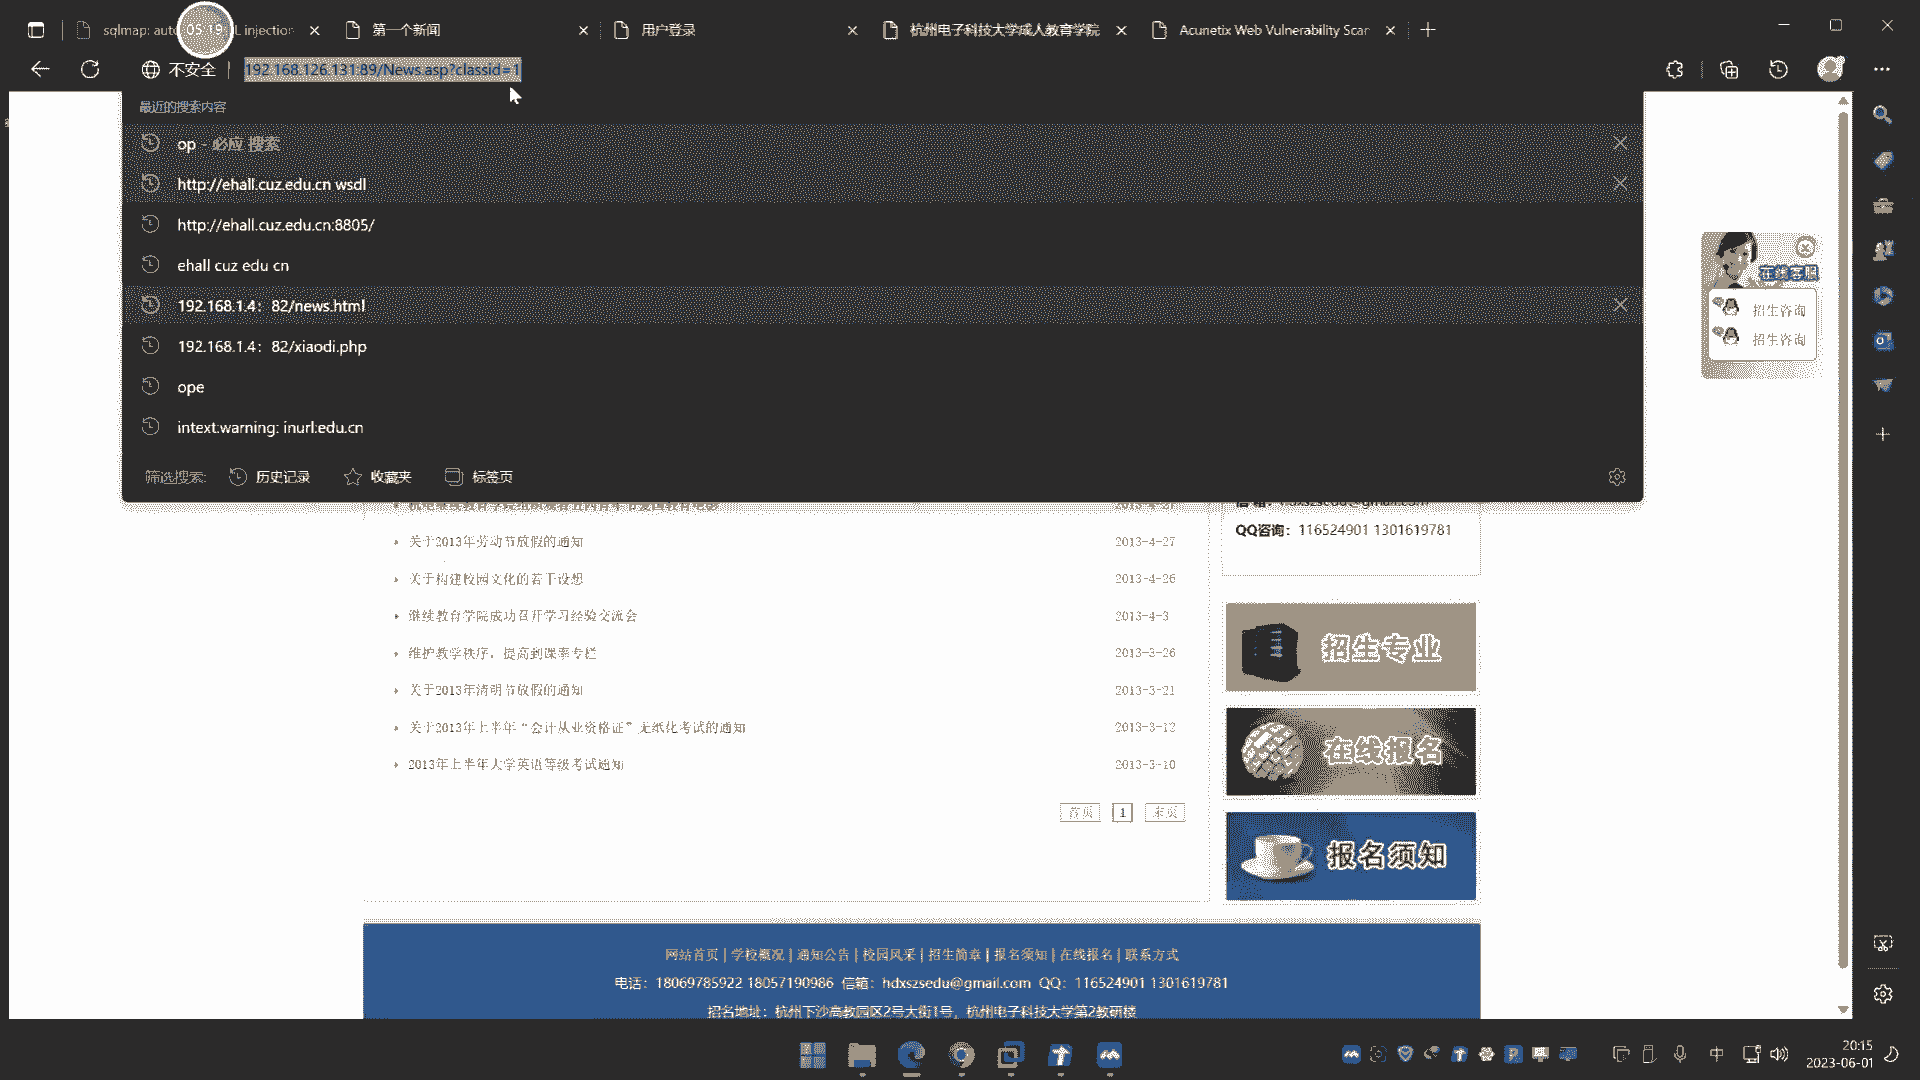 sqlmap: auto
05:19
L injection
第一个新闻
用户登录
杭州电子科技大学成人教育学院
Acunetix Web Vulnerability Scar
不安全
192.168.126.131:89/News.asp?classid=1
最近的搜索内容
op - 必应 搜索
http://ehall.cuz.edu.cn wsdl
http://ehall.cuz.edu.cn:8805/
ehall cuz edu cn
192.168.1.4：82/news.html
192.168.1.4：82/xiaodi.php
ope
intext:warning: inurl:edu.cn
筛选搜索:
历史记录
收藏夹
标签页
在线客服
招生咨询
招生咨询
QQ咨询：116524901 1301619781
关于2013年劳动节放假的通知 2013-4-27
关于构建校园文化的若干设想 2013-4-26
继续教育学院成功召开学习经验交流会 2013-4-3
维护教学秩序，提高到课率专栏 2013-3-26
关于2013年清明节放假的通知 2013-3-21
关于2013年上半年“会计从业资格证”无纸化考试的通知 2013-3-12
2013年上半年大学英语等级考试通知 2013-3-10
首页 1 末页
招生专业
在线报名
报名须知
网站首页 | 学校概况 | 通知公告 | 校园风采 | 招生简章 | 报名须知 | 在线报名 | 联系方式
电话：18069785922 18057190986 信箱：hdxszsedu@gmail.com QQ：116524901 1301619781
招名地址：杭州下沙高教园区2号大街1号，杭州电子科技大学第2教研楼
中
20:15
2023-06-01